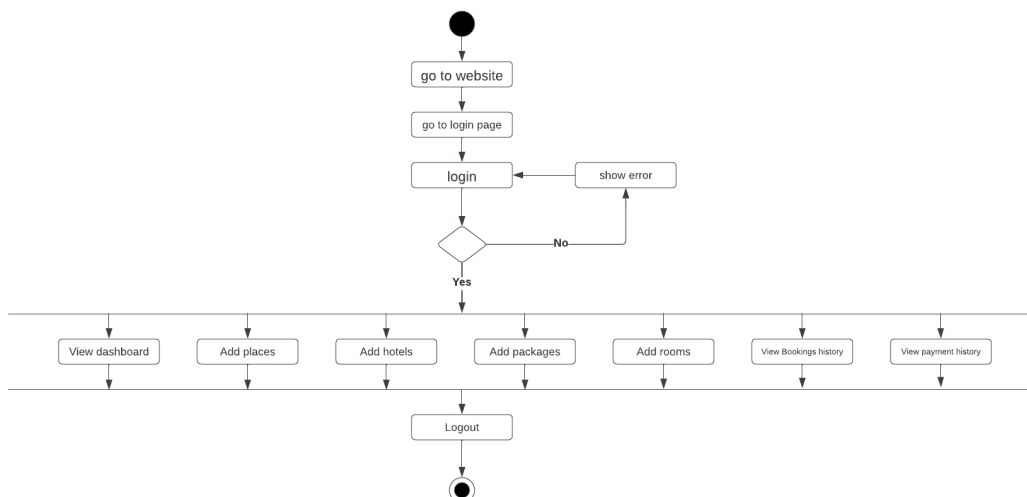 go to website
go to login page
login
show error
No
Yes
View dashboard
Add places
Add hotels
Add packages
Add rooms
View Bookings history
View payment history
Logout